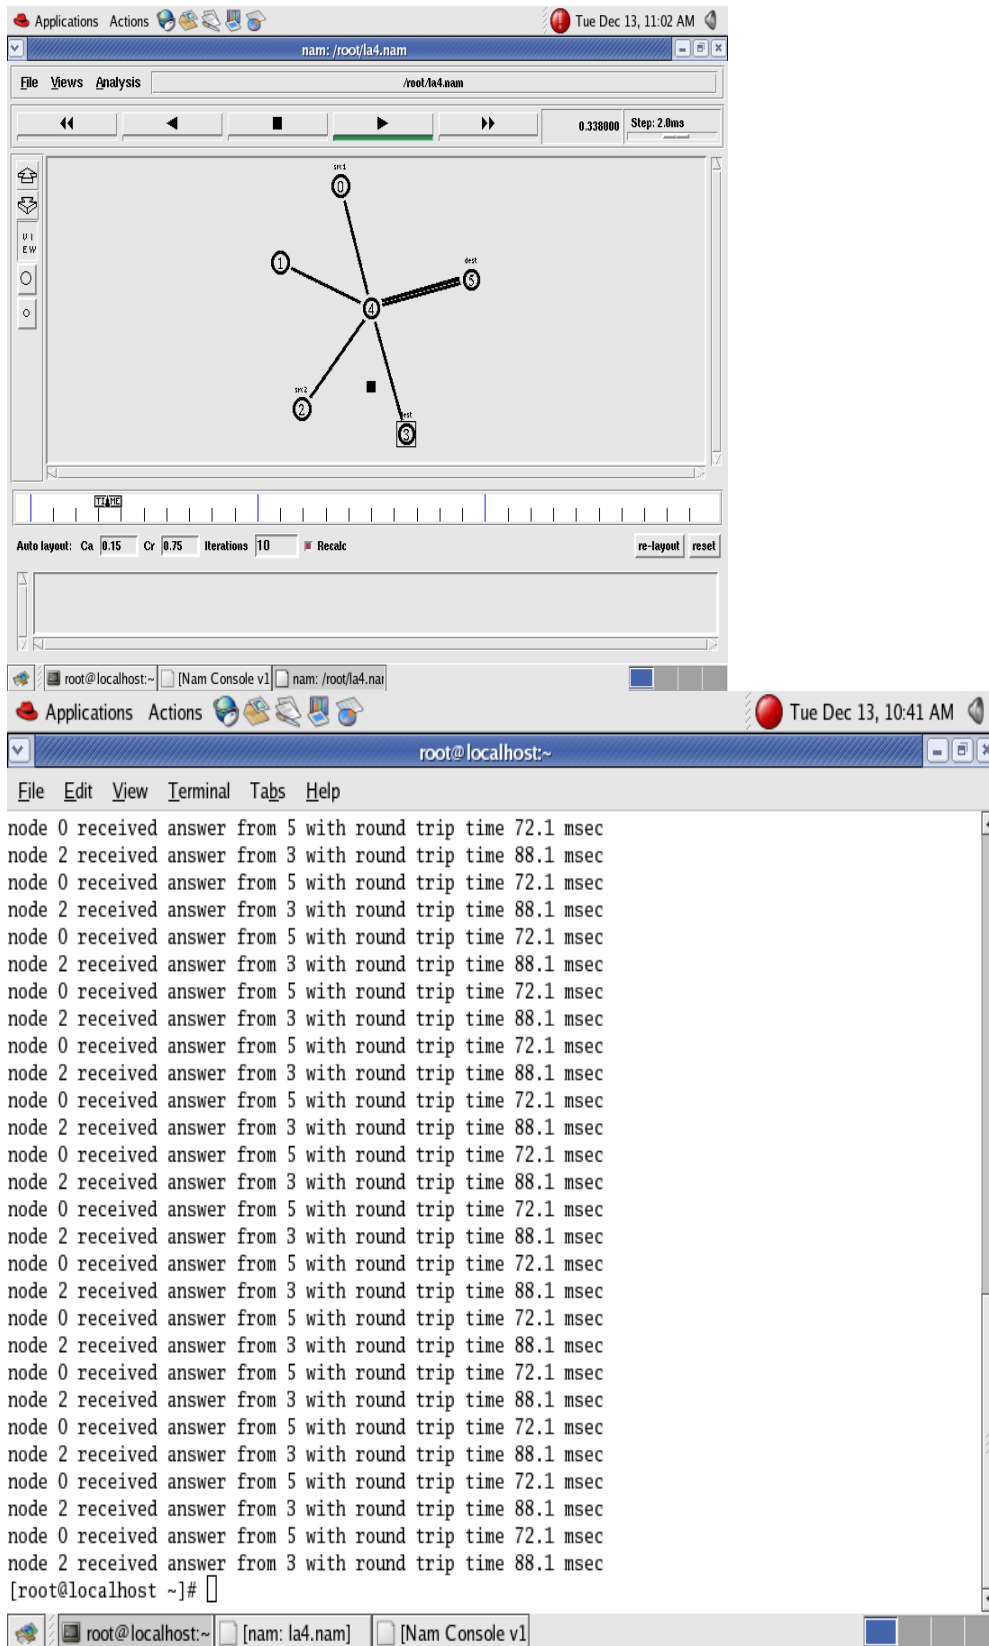 Applications Actions Tue Dec 13, 11:02 AM
nam: /root/la4.nam
File Views Analysis /root/la4.nam
0.338000 Step: 2.0ms
src1
0
V I
E W
1
dest
5
4
src2
2
dest
3
TIME
Auto layout: Ca 0.15 Cr 0.75 Iterations 10 Recalc re-layout reset
root@localhost:~ [Nam Console v1 nam: /root/la4.nar
Applications Actions Tue Dec 13, 10:41 AM
root@localhost:~
File Edit View Terminal Tabs Help
node 0 received answer from 5 with round trip time 72.1 msec
node 2 received answer from 3 with round trip time 88.1 msec
node 0 received answer from 5 with round trip time 72.1 msec
node 2 received answer from 3 with round trip time 88.1 msec
node 0 received answer from 5 with round trip time 72.1 msec
node 2 received answer from 3 with round trip time 88.1 msec
node 0 received answer from 5 with round trip time 72.1 msec
node 2 received answer from 3 with round trip time 88.1 msec
node 0 received answer from 5 with round trip time 72.1 msec
node 2 received answer from 3 with round trip time 88.1 msec
node 0 received answer from 5 with round trip time 72.1 msec
node 2 received answer from 3 with round trip time 88.1 msec
node 0 received answer from 5 with round trip time 72.1 msec
node 2 received answer from 3 with round trip time 88.1 msec
node 0 received answer from 5 with round trip time 72.1 msec
node 2 received answer from 3 with round trip time 88.1 msec
node 0 received answer from 5 with round trip time 72.1 msec
node 2 received answer from 3 with round trip time 88.1 msec
node 0 received answer from 5 with round trip time 72.1 msec
node 2 received answer from 3 with round trip time 88.1 msec
node 0 received answer from 5 with round trip time 72.1 msec
node 2 received answer from 3 with round trip time 88.1 msec
node 0 received answer from 5 with round trip time 72.1 msec
node 2 received answer from 3 with round trip time 88.1 msec
node 0 received answer from 5 with round trip time 72.1 msec
node 2 received answer from 3 with round trip time 88.1 msec
node 0 received answer from 5 with round trip time 72.1 msec
node 2 received answer from 3 with round trip time 88.1 msec
[root@localhost ~]#
root@localhost:~ [nam: la4.nam] [Nam Console v1